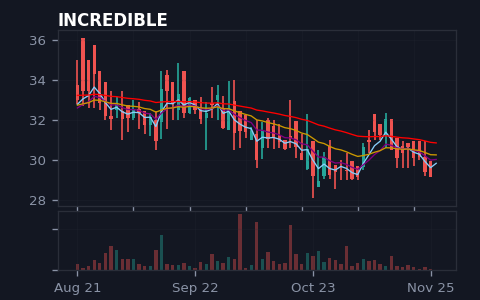 INCREDIBLE
36
34
32
30
28
Aug 21
Sep 22
Oct 23
Nov 25